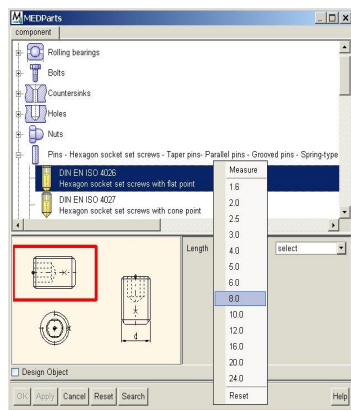 MEDParts
component
Rolling bearings
Bolts
Countersinks
Holes
Nuts
Pins - Hexagon socket set screws - Taper pins- Parallel pins - Grooved pins - Spring-type
DIN EN ISO 4026
Hexagon socket set screws with flat point
DIN EN ISO 4027
Hexagon socket set screws with cone point
Measure
1.6
2.0
2.5
3.0
4.0
5.0
6.0
8.0
10.0
12.0
16.0
20.0
24.0
Reset
Length
select
d
Design Object
OK Apply Cancel Reset Search Help